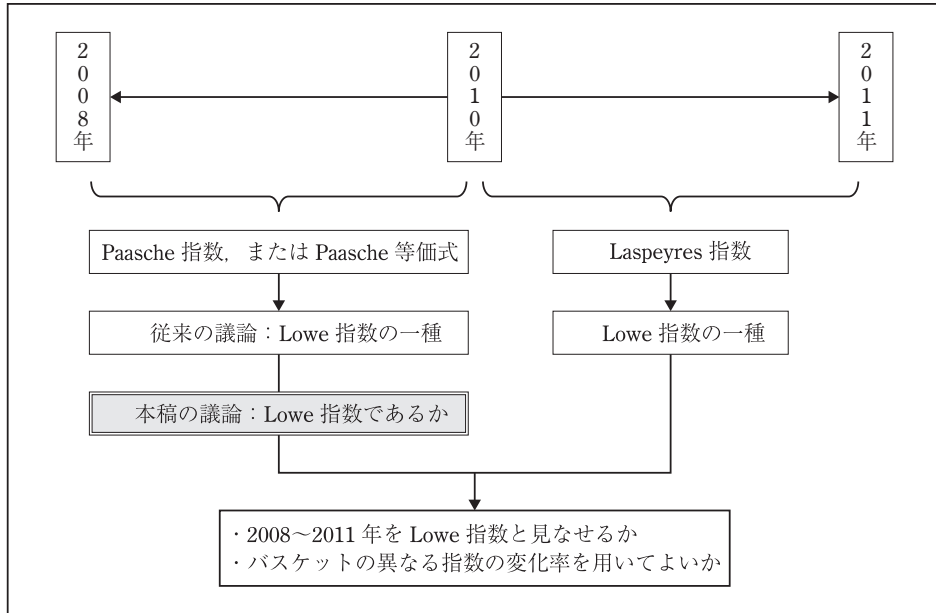 2008年
2010年
2011年
Paasche 指数，または Paasche 等価式
Laspeyres 指数
従来の議論：Lowe 指数の一種
Lowe 指数の一種
本稿の議論：Lowe 指数であるか
・2008～2011 年を Lowe 指数と見なせるか
・バスケットの異なる指数の変化率を用いてよいか